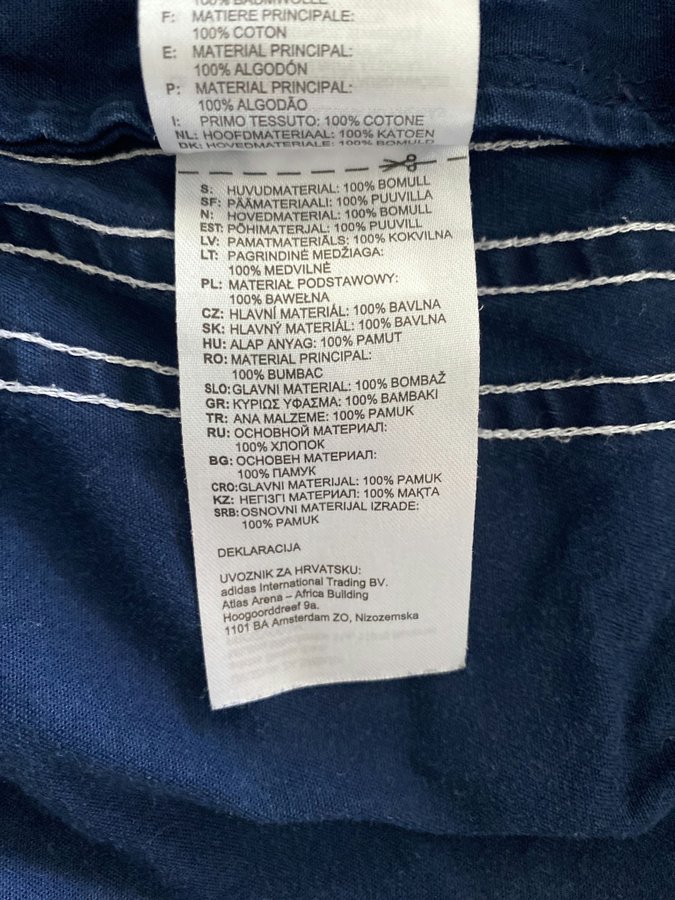 100% BAUMWOLLE
F: MATIERE PRINCIPALE:
100% COTON
E: MATERIAL PRINCIPAL:
100% ALGODÓN
P: MATERIAL PRINCIPAL:
100% ALGODÃO
I: PRIMO TESSUTO: 100% COTONE
NL: HOOFDMATERIAAL: 100% KATOEN
DK: HOVEDMATERIALE: 100% BOMULD
S: HUVUDMATERIAL: 100% BOMULL
SF: PÄÄMATERIAALI: 100% PUUVILLA
N: HOVEDMATERIAL: 100% BOMULL
EST: PÕHIMATERJAL: 100% PUUVILL
LV: PAMATMATERIĀLS: 100% KOKVILNA
LT: PAGRINDINĖ MEDŽIAGA:
100% MEDVILNĖ
PL: MATERIAŁ PODSTAWOWY:
100% BAWEŁNA
CZ: HLAVNÍ MATERIÁL: 100% BAVLNA
SK: HLAVNÝ MATERIÁL: 100% BAVLNA
HU: ALAP ANYAG: 100% PAMUT
RO: MATERIAL PRINCIPAL:
100% BUMBAC
SLO: GLAVNI MATERIAL: 100% BOMBAŽ
GR: ΚΥΡΙΩΣ ΥΦΑΣΜΑ: 100% ΒΑΜΒΑΚΙ
TR: ANA MALZEME: 100% PAMUK
RU: ОСНОВНОЙ МАТЕРИАЛ:
100% ХЛОПОК
BG: ОСНОВЕН МАТЕРИАЛ:
100% ПАМУК
CRO: GLAVNI MATERIJAL: 100% PAMUK
KZ: НЕГІЗГІ МАТЕРИАЛ: 100% МАҚТА
SRB: OSNOVNI MATERIJAL IZRADE:
100% PAMUK
DEKLARACIJA
UVOZNIK ZA HRVATSKU:
adidas International Trading BV.
Atlas Arena – Africa Building
Hoogoorddreef 9a.
1101 BA Amsterdam ZO, Nizozemska